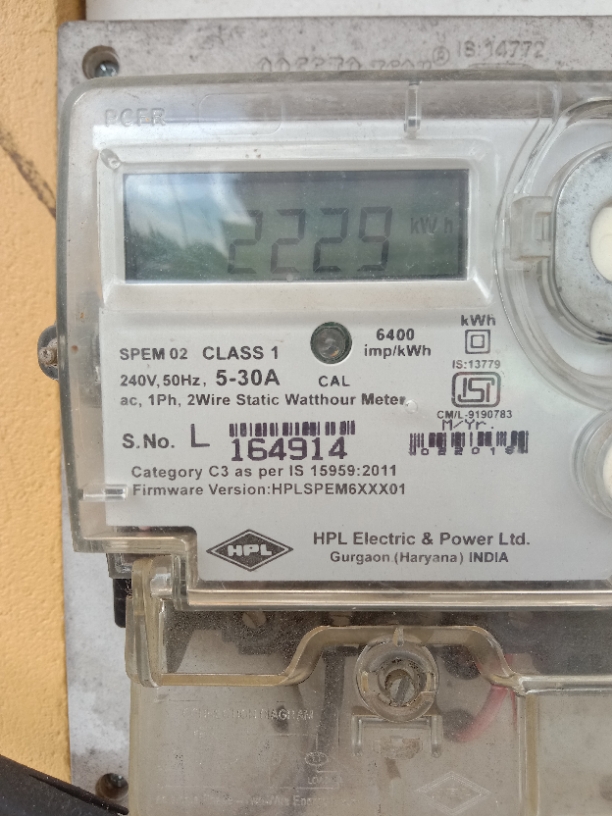 IS:14772
2229 kWh
SPEM 02 CLASS 1
6400 imp/kWh
kWh
IS:13779
240V, 50Hz, 5-30A
CAL
ac, 1Ph, 2Wire Static Watthour Meter
ISI
CM/L-9190783
M/Yr.
S.No. L 164914
Category C3 as per IS 15959:2011
Firmware Version:HPLSPEM6XXX01
HPL
HPL Electric & Power Ltd.
Gurgaon (Haryana) INDIA